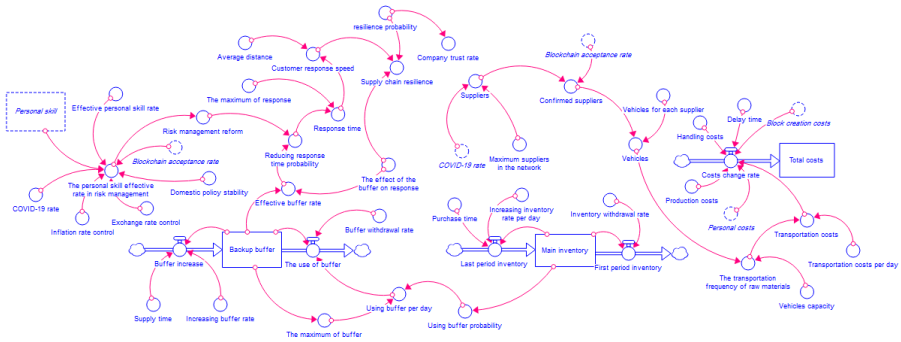 resilience probability
Average distance
Customer response speed
Company trust rate
Supply chain resilience
Blockchain acceptance rate
Suppliers
Confirmed suppliers
The maximum of response
Response time
Personal skill
Effective personal skill rate
Risk management reform
Reducing response
time probability
Blockchain acceptance rate
The personal skill effective
rate in risk management
Domestic policy stability
COVID-19 rate
Inflation rate control
Exchange rate control
Effective buffer rate
The effect of the
buffer on response
COVID-19 rate
Maximum suppliers
in the network
Vehicles for each supplier
Vehicles
Handling costs
Delay time
Block creation costs
Costs change rate
Total costs
Production costs
Personal costs
Transportation costs
Transportation costs per day
The transportation
frequency of raw materials
Vehicles capacity
Buffer increase
Backup buffer
The use of buffer
Buffer withdrawal rate
Supply time
Increasing buffer rate
The maximum of buffer
Using buffer per day
Using buffer probability
Purchase time
Increasing inventory
rate per day
Inventory withdrawal rate
Last period inventory
Main inventory
First period inventory